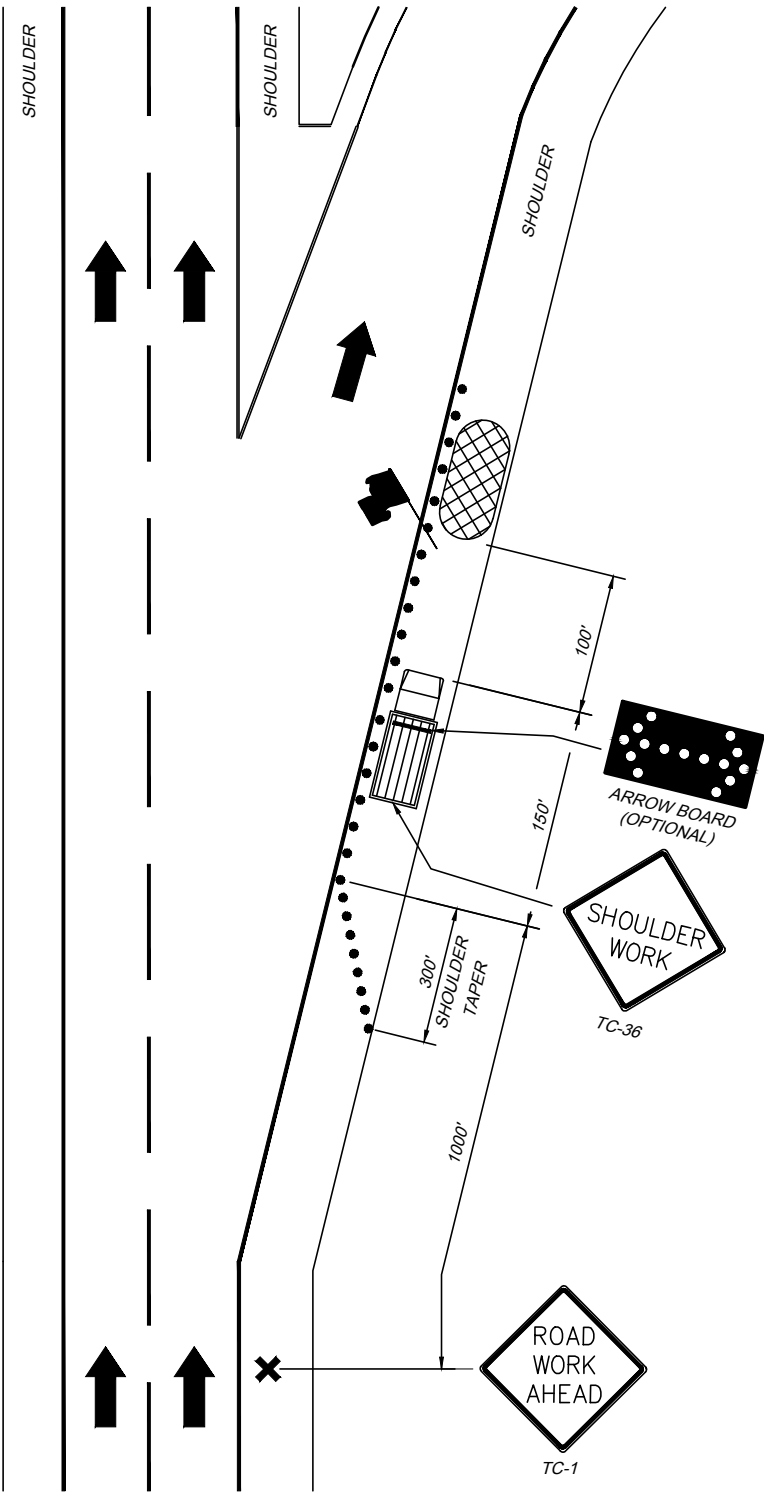 SHOULDER
SHOULDER
SHOULDER
100'
ARROW BOARD
(OPTIONAL)
150'
SHOULDER
WORK
TC-36
300'
SHOULDER
TAPER
1000'
ROAD
WORK
AHEAD
TC-1